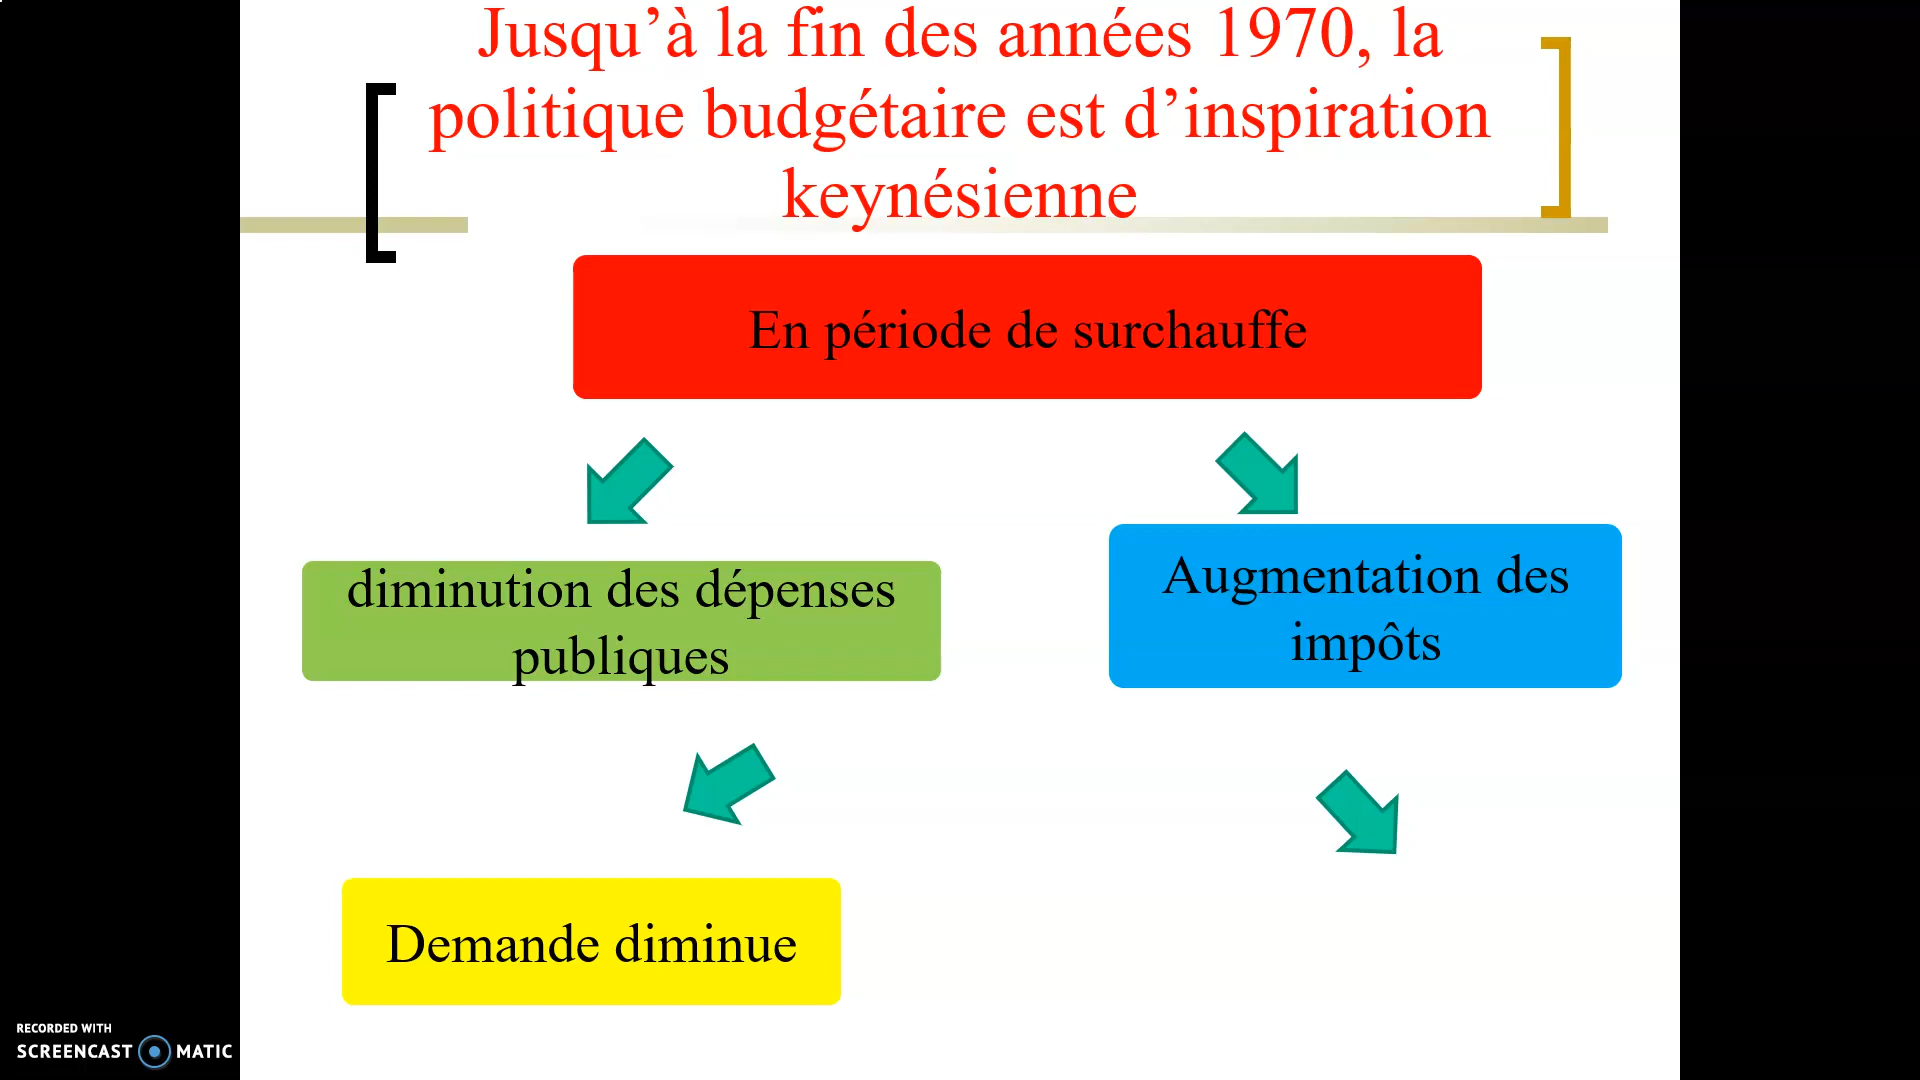 Jusqu’à la fin des années 1970, la
politique budgétaire est d’inspiration
keynésienne
En période de surchauffe
diminution des dépenses
publiques
Augmentation des
impôts
Demande diminue
RECORDED WITH
SCREENCAST MATIC